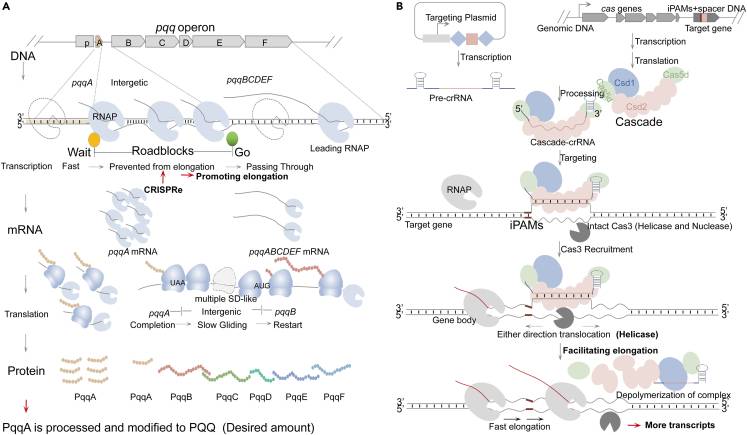 A
pqq operon
p A B C D E F
DNA
pqqA Intergetic pqqBCDEF
RNAP
5' 3'
3' 5'
Wait Roadblocks Go Leading RNAP
Transcription Fast Prevented from elongation Passing Through
CRISPRe Promoting elongation
mRNA
pqqA mRNA pqqABCDEF mRNA
UAA AUG
multiple SD-like
Translation pqqA Intergenic pqqB
Completion Slow Gliding Restart
Protein
PqqA PqqA PqqB PqqC PqqD PqqE PqqF
PqqA is processed and modified to PQQ (Desired amount)
B
Targeting Plasmid
cas genes iPAMs+spacer DNA
Genomic DNA Target gene
Transcription
Transcription
Translation
Pre-crRNA
Processing
Csd1 Cas5d
Csd2
5' 3'
Cascade
Cascade-crRNA
Targeting
RNAP
5' 3'
3' 5'
Target gene iPAMs Intact Cas3 (Helicase and Nuclease)
Cas3 Recruitment
5' 3'
3' 5'
Gene body
Either direction translocation (Helicase)
Facilitating elongation
Depolymerization of complex
5' 3'
3' 5'
Fast elongation More transcripts